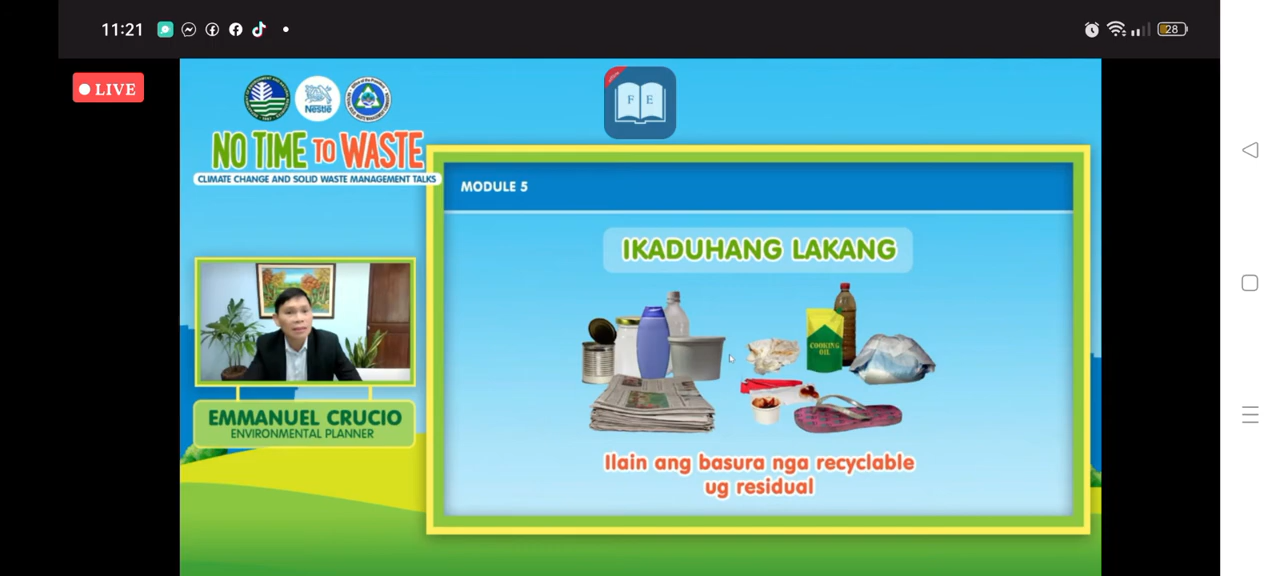 11:21
28
LIVE
Nestlé
F E
NO TIME TO WASTE
CLIMATE CHANGE AND SOLID WASTE MANAGEMENT TALKS
MODULE 5
IKADUHANG LAKANG
COOKING
OIL
EMMANUEL CRUCIO
ENVIRONMENTAL PLANNER
Ilain ang basura nga recyclable
ug residual